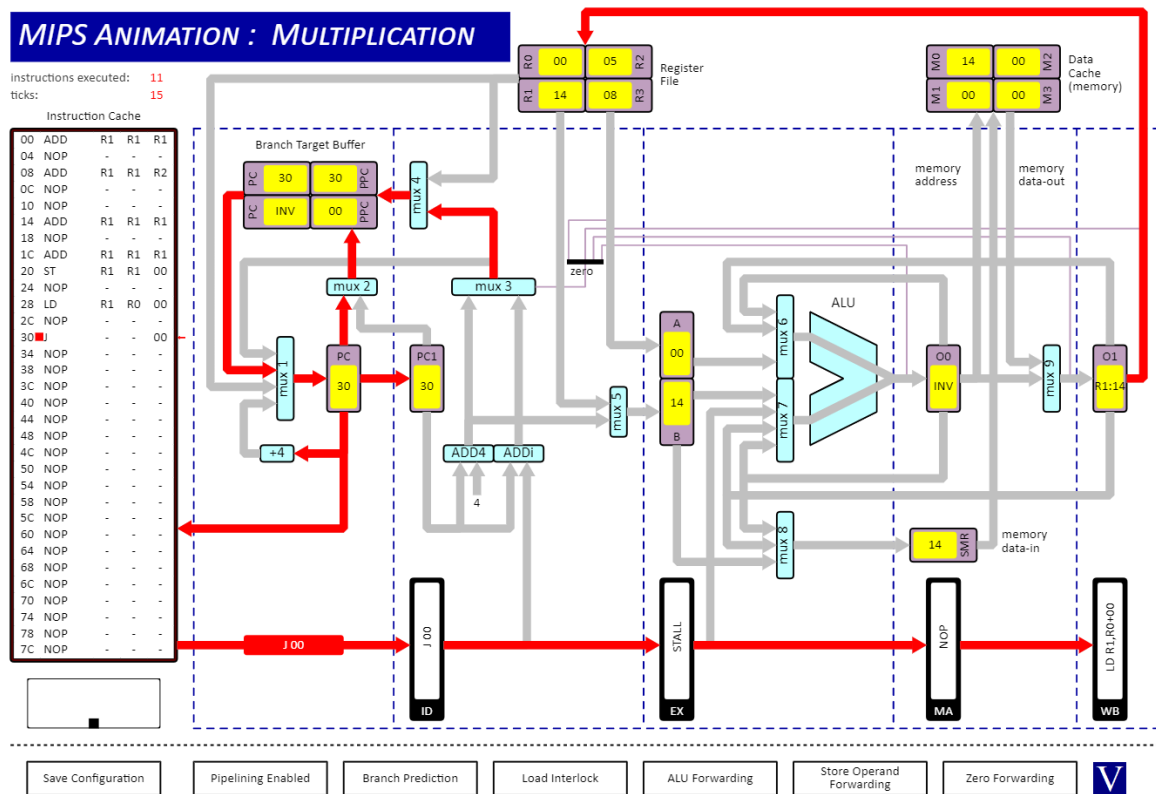 MIPS ANIMATION : MULTIPLICATION
instructions executed: 11
ticks: 15
Instruction Cache
00 ADD R1 R1 R1
04 NOP - - -
08 ADD R1 R1 R2
0C NOP - - -
10 NOP - - -
14 ADD R1 R1 R1
18 NOP - - -
1C ADD R1 R1 R1
20 ST R1 R1 00
24 NOP - - -
28 LD R1 R0 00
2C NOP - - -
30 J - - 00
34 NOP - - -
38 NOP - - -
3C NOP - - -
40 NOP - - -
44 NOP - - -
48 NOP - - -
4C NOP - - -
50 NOP - - -
54 NOP - - -
58 NOP - - -
5C NOP - - -
60 NOP - - -
64 NOP - - -
68 NOP - - -
6C NOP - - -
70 NOP - - -
74 NOP - - -
78 NOP - - -
7C NOP - - -
R0 00 05 R2
R1 14 08 R3
Register
File
M0 14 00 M2
M1 00 00 M3
Data
Cache
(memory)
Branch Target Buffer
PC 30 30 PPC
PC INV 00 PPC
mux 4
memory
address
memory
data-out
zero
mux 2
mux 3
mux 1
PC
30
PC1
30
+4
ADD4
ADDi
4
mux 5
A
00
14
B
mux 6
mux 7
ALU
mux 8
O0
INV
mux 9
O1
R1:14
14 SMR
memory
data-in
J 00
J 00
ID
STALL
EX
NOP
MA
LD R1,R0+00
WB
Save Configuration
Pipelining Enabled
Branch Prediction
Load Interlock
ALU Forwarding
Store Operand
Forwarding
Zero Forwarding
V